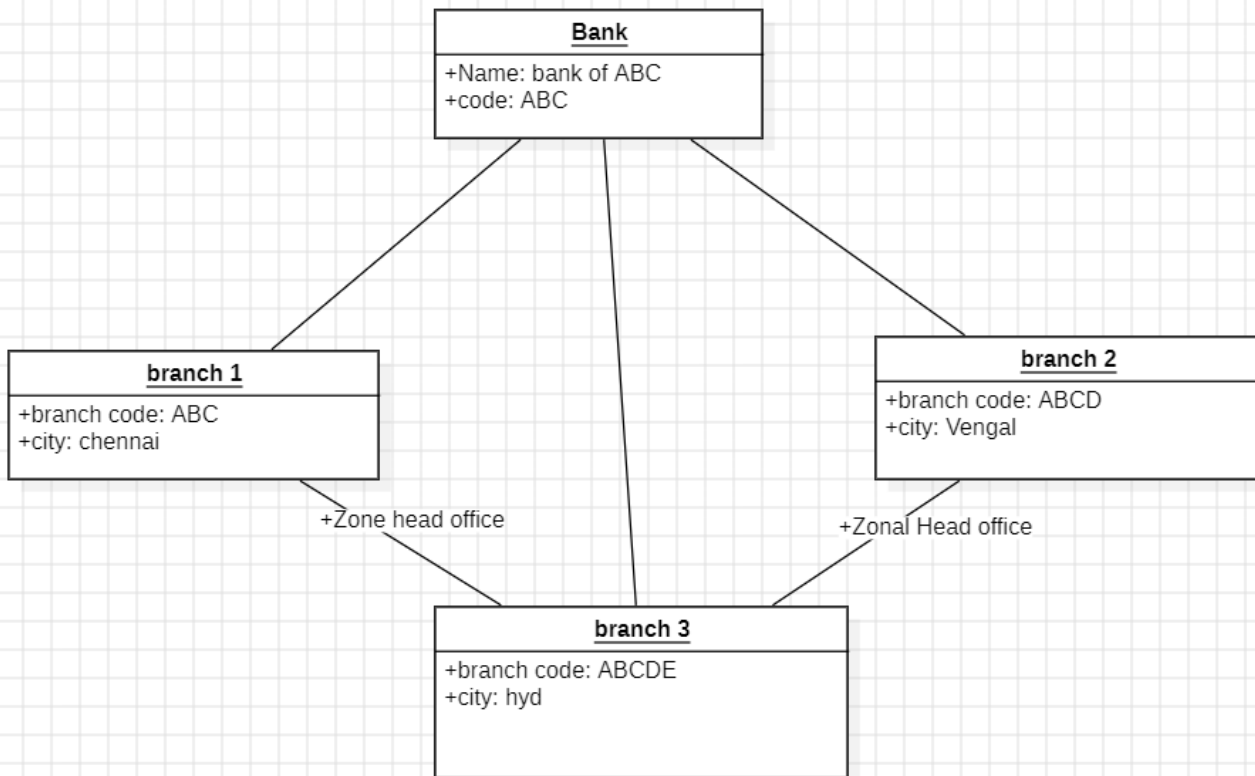 Bank
+Name: bank of ABC
+code: ABC
branch 1
+branch code: ABC
+city: chennai
branch 2
+branch code: ABCD
+city: Vengal
+Zone head office
+Zonal Head office
branch 3
+branch code: ABCDE
+city: hyd